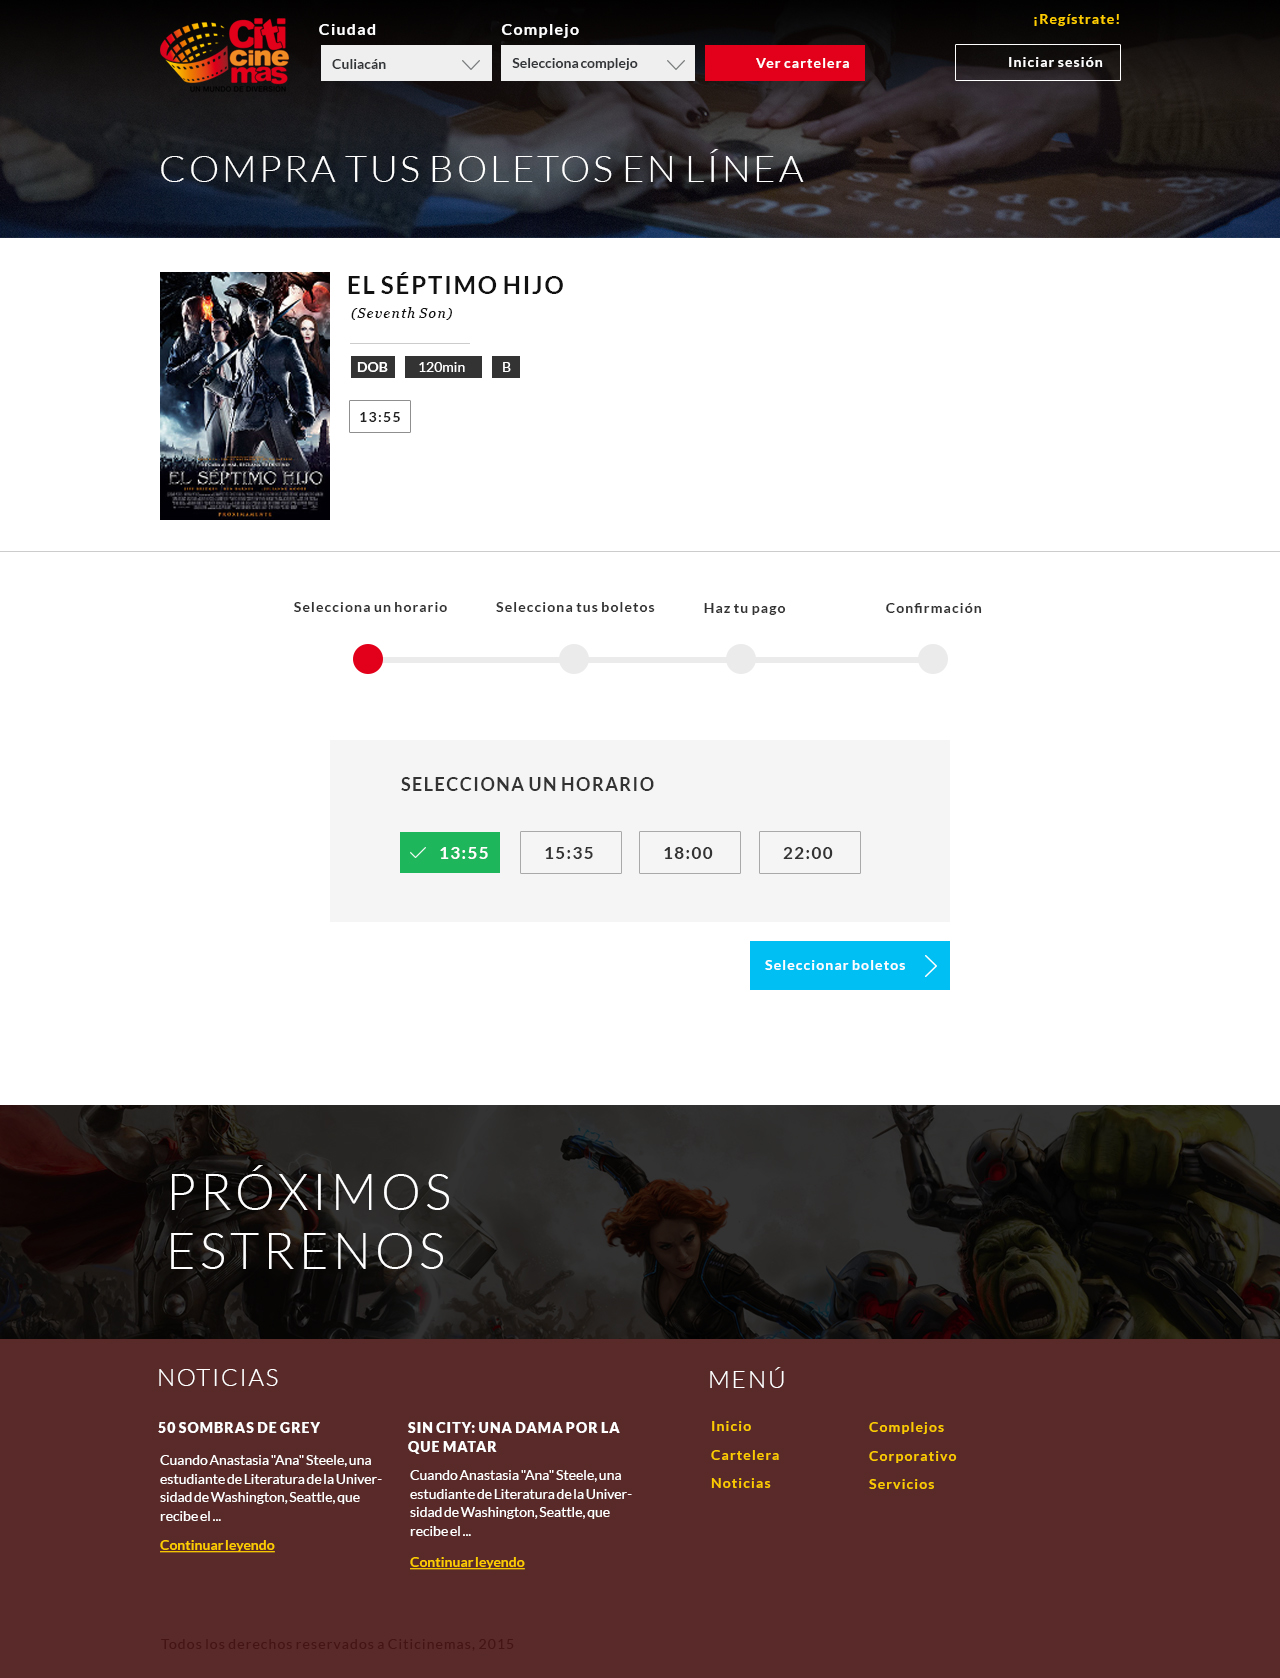 ¡Regístrate!
Citi
cine
mas
UN MUNDO DE DIVERSIÓN
Ciudad
Complejo
Culiacán
Selecciona complejo
Ver cartelera
Iniciar sesión
COMPRA TUS BOLETOS EN LÍNEA
EL SÉPTIMO HIJO
(Seventh Son)
DOB
120min
B
13:55
EL SÉPTIMO HIJO
PRÓXIMAMENTE
Selecciona un horario
Selecciona tus boletos
Haz tu pago
Confirmación
SELECCIONA UN HORARIO
13:55
15:35
18:00
22:00
Seleccionar boletos
PRÓXIMOS
ESTRENOS
NOTICIAS
50 SOMBRAS DE GREY
Cuando Anastasia "Ana" Steele, una
estudiante de Literatura de la Univer-
sidad de Washington, Seattle, que
recibe el ...
Continuar leyendo
SIN CITY: UNA DAMA POR LA
QUE MATAR
Cuando Anastasia "Ana" Steele, una
estudiante de Literatura de la Univer-
sidad de Washington, Seattle, que
recibe el ...
Continuar leyendo
MENÚ
Inicio
Cartelera
Noticias
Complejos
Corporativo
Servicios
Todos los derechos reservados a Citicinemas. 2015